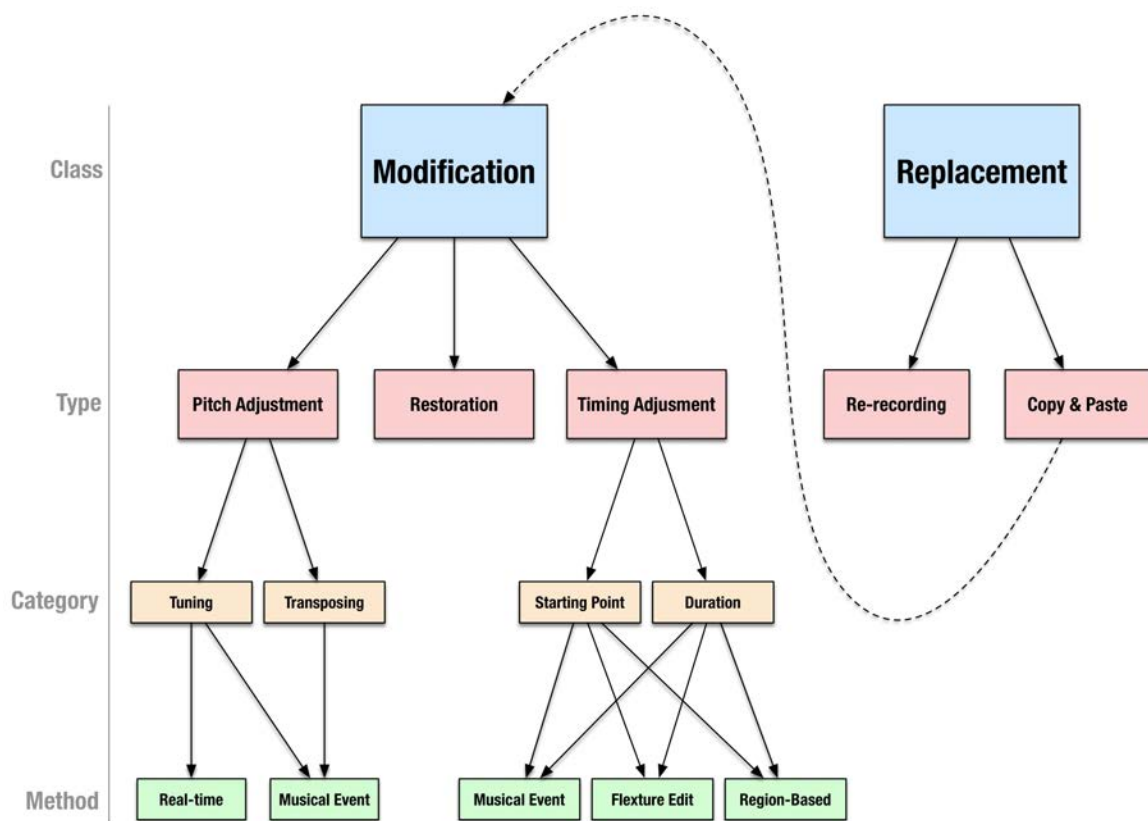 Class
Modification
Replacement
Type
Pitch Adjustment
Restoration
Timing Adjusment
Re-recording
Copy & Paste
Category
Tuning
Transposing
Starting Point
Duration
Method
Real-time
Musical Event
Musical Event
Flexture Edit
Region-Based